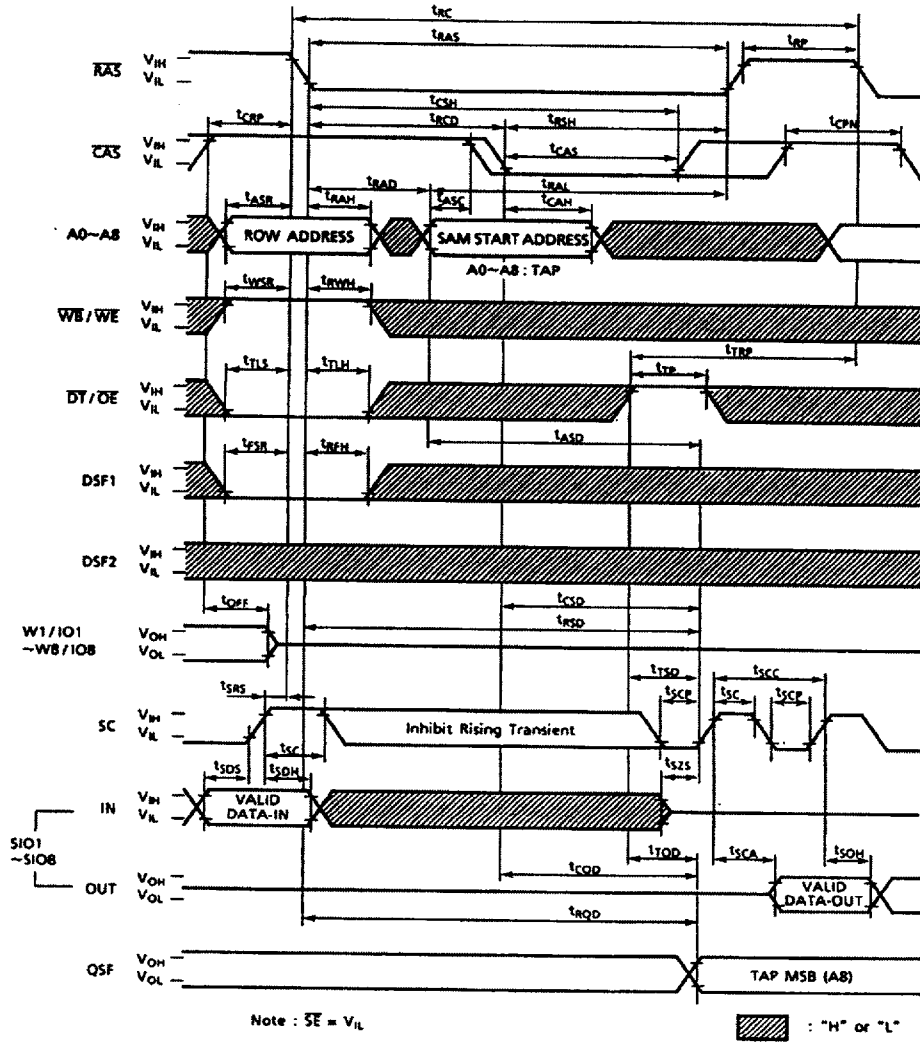 tRC
tRAS
tRP
RAS
VIH
VIL
tCSH
tCRP
tRCD
tRSH
tCPN
CAS
VIH
VIL
tCAS
tRAD
tRAL
tASR
tRAH
tASC
tCAH
A0~A8
VIH
VIL
ROW ADDRESS
SAM START ADDRESS
A0~A8 : TAP
tWSR
tRWH
WB/WE
VIH
VIL
tTRP
tTLS
tTLH
tTP
DT/OE
VIH
VIL
tASD
tFSR
tRFH
DSF1
VIH
VIL
DSF2
VIH
VIL
tOFF
tCSD
W1/IO1
~W8/IO8
VOH
VOL
tRSD
tTSD
tSCC
tSRS
tSCP
tSC
tSCP
SC
VIH
VIL
Inhibit Rising Transient
tSC
tSZS
tSDS
tSDH
IN
VIH
VIL
VALID
DATA-IN
SIO1
~SIO8
tTQD
tSCA
tSOH
tCQD
OUT
VOH
VOL
VALID
DATA-OUT
tRQD
QSF
VOH
VOL
TAP MSB (A8)
Note : SE = VIL
: "H" or "L"